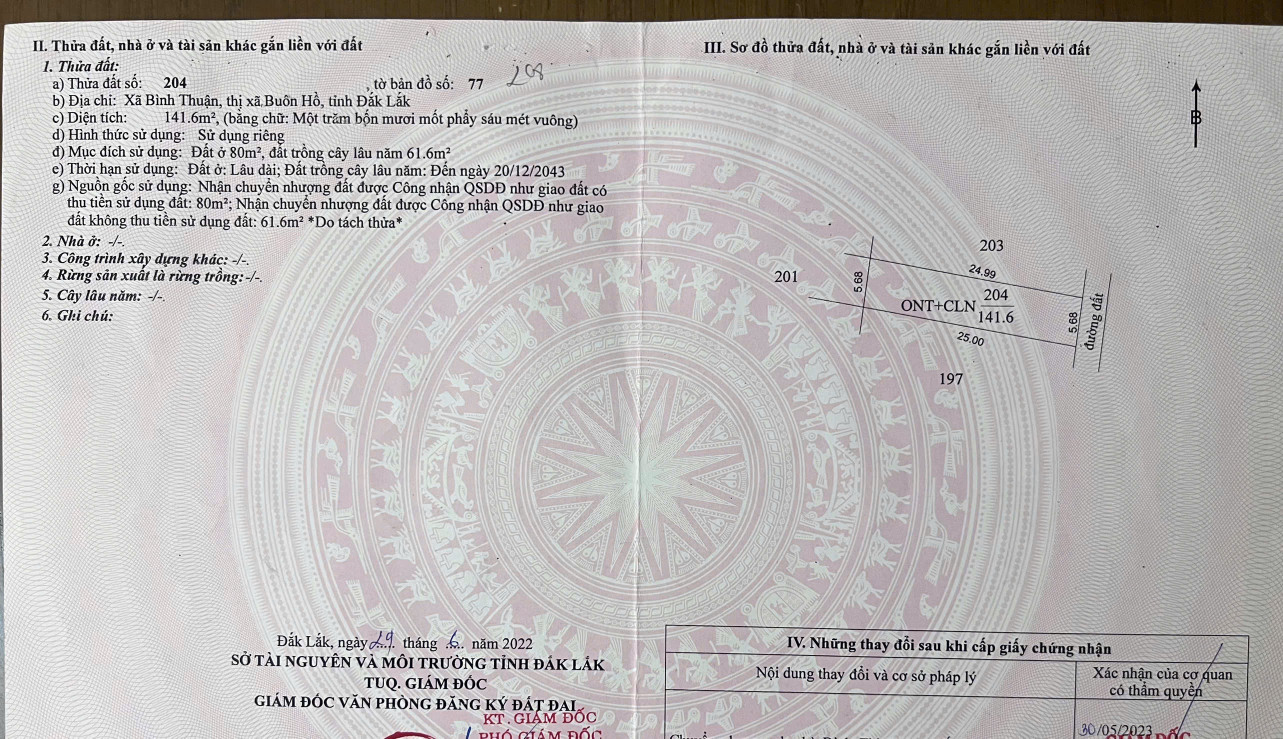 II. Thửa đất, nhà ở và tài sản khác gắn liền với đất
1. Thửa đất:
a) Thửa đất số: 204 , tờ bản đồ số: 77
b) Địa chỉ: Xã Bình Thuận, thị xã Buôn Hồ, tỉnh Đắk Lắk
c) Diện tích: 141.6m², (bằng chữ: Một trăm bốn mươi mốt phẩy sáu mét vuông)
d) Hình thức sử dụng: Sử dụng riêng
đ) Mục đích sử dụng: Đất ở 80m², đất trồng cây lâu năm 61.6m²
e) Thời hạn sử dụng: Đất ở: Lâu dài; Đất trồng cây lâu năm: Đến ngày 20/12/2043
g) Nguồn gốc sử dụng: Nhận chuyển nhượng đất được Công nhận QSDĐ như giao đất có
thu tiền sử dụng đất: 80m²; Nhận chuyển nhượng đất được Công nhận QSDĐ như giao
đất không thu tiền sử dụng đất: 61.6m² *Do tách thửa*
2. Nhà ở: -/-.
3. Công trình xây dựng khác: -/-.
4. Rừng sản xuất là rừng trồng: -/-.
5. Cây lâu năm: -/-.
6. Ghi chú:
Đắk Lắk, ngày 29 tháng 6 năm 2022
SỞ TÀI NGUYÊN VÀ MÔI TRƯỜNG TỈNH ĐẮK LẮK
TUQ. GIÁM ĐỐC
GIÁM ĐỐC VĂN PHÒNG ĐĂNG KÝ ĐẤT ĐAI
KT. GIÁM ĐỐC
PHÓ GIÁM ĐỐC
III. Sơ đồ thửa đất, nhà ở và tài sản khác gắn liền với đất
B
203
24.99
201
5.68
ONT+CLN
204
141.6
5.68
đường đất
25.00
197
IV. Những thay đổi sau khi cấp giấy chứng nhận
Nội dung thay đổi và cơ sở pháp lý
Xác nhận của cơ quan
có thẩm quyền
30/05/2023